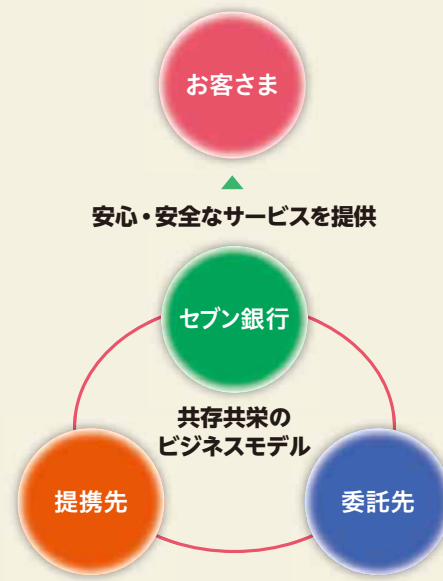 お客さま
安心・安全なサービスを提供
セブン銀行
共存共栄の
ビジネスモデル
提携先
委託先